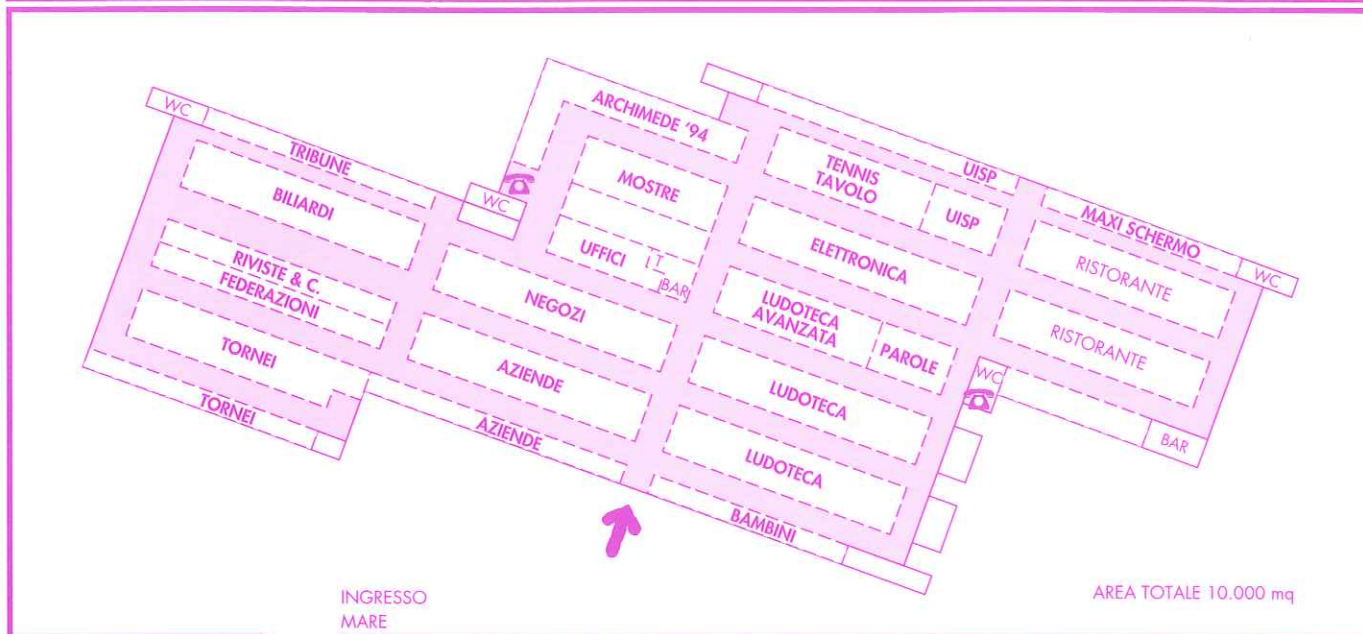 WC
TRIBUNE
BILIARDI
RIVISTE & C.
FEDERAZIONI
TORNEI
TORNEI
WC
ARCHIMEDE '94
MOSTRE
UFFICI
T
BAR
NEGOZI
AZIENDE
AZIENDE
UISP
TENNIS
TAVOLO
UISP
ELETTRONICA
LUDOTECA
AVANZATA
PAROLE
LUDOTECA
LUDOTECA
BAMBINI
MAXI SCHERMO
WC
RISTORANTE
RISTORANTE
WC
BAR
INGRESSO
MARE
AREA TOTALE 10.000 mq